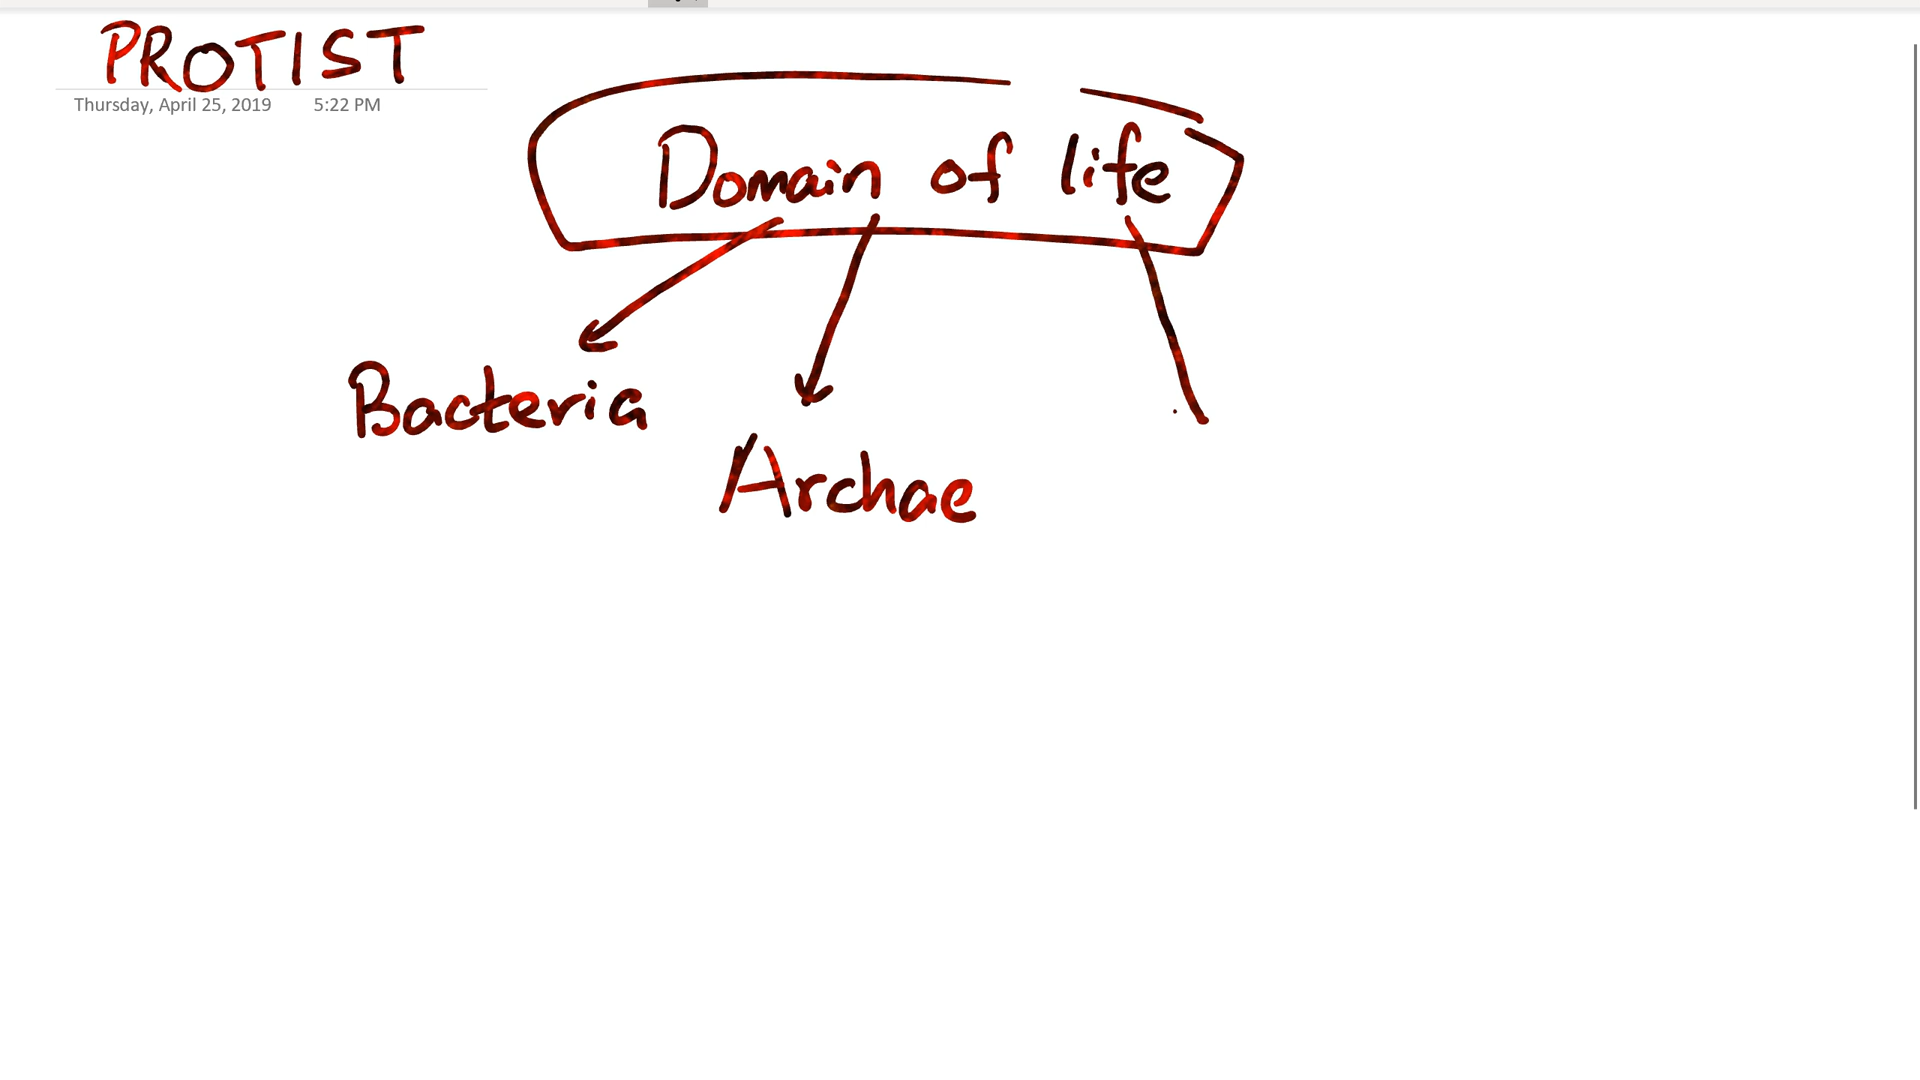 PROTIST
Thursday, April 25, 2019 5:22 PM
Domain of life
Bacteria
Archae